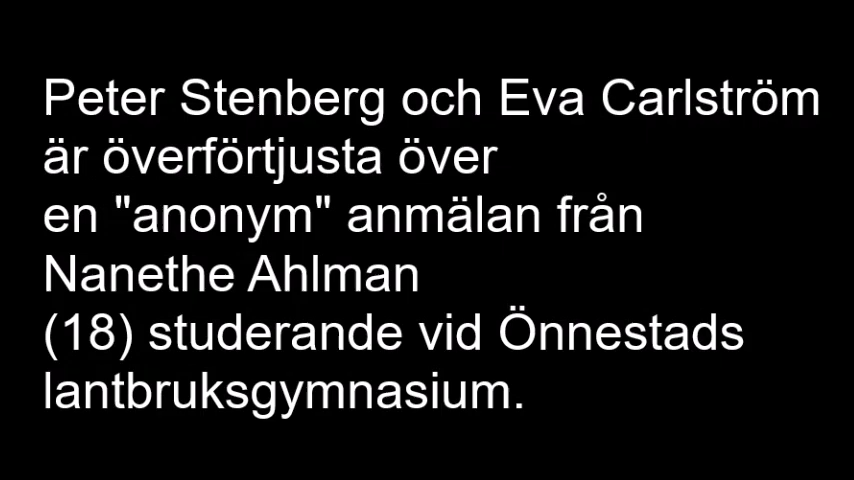 Peter Stenberg och Eva Carlström
är överförtjusta över
en "anonym" anmälan från
Nanethe Ahlman
(18) studerande vid Önnestads
lantbruksgymnasium.